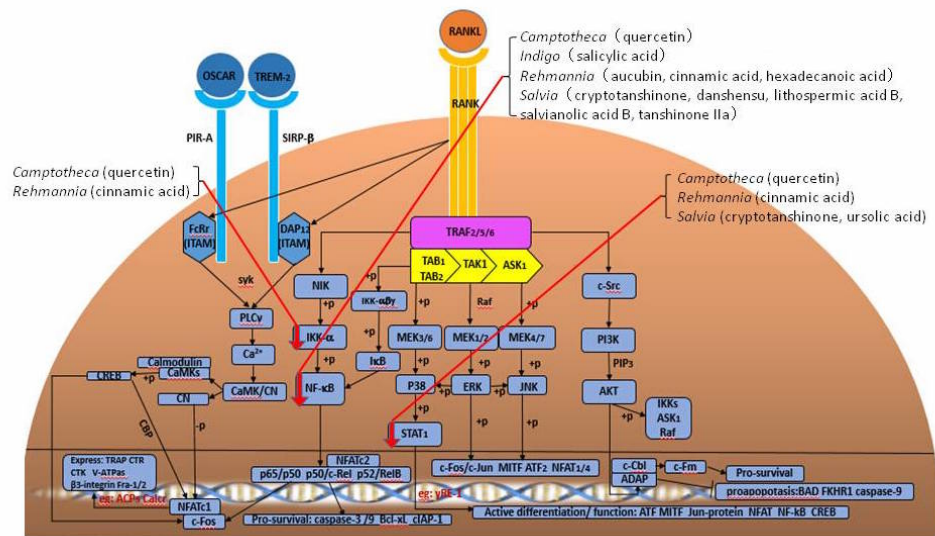 RANKL
OSCAR
TREM-2
RANK
PIR-A
SIRP-β
Camptotheca (quercetin)
Indigo (salicylic acid)
Rehmannia (aucubin, cinnamic acid, hexadecanoic acid)
Salvia (cryptotanshinone, danshensu, lithospermic acid B,
salvianolic acid B, tanshinone IIa)
Camptotheca (quercetin)
Rehmannia (cinnamic acid)
Camptotheca (quercetin)
Rehmannia (cinnamic acid)
Salvia (cryptotanshinone, ursolic acid)
FcRr
(ITAM)
DAP12
(ITAM)
TRAF2/5/6
TAB1
TAB2
TAK1
ASK1
syk
NIK
+p
IKK-αβγ
Raf
+p
+p
c-Src
PLCγ
+p
IKK-α
+p
MEK3/6
MEK1/2
MEK4/7
PI3K
Ca2+
+p
IκB
+p
+p
PIP3
Calmodulin
CaMKs
CREB
+p
CaMK/CN
NF-κB
P38
+p
ERK
+p
JNK
AKT
CN
-p
CBP
+p
STAT1
+p
+p
+p
IKKs
ASK1
Raf
Express: TRAP CTR
CTK V-ATPas
β3-integrin Fra-1/2
NFATc2
p65/p50 p50/c-Rel p52/RelB
c-Fos/c-Jun MITF ATF2 NFAT1/4
c-Cbl
ADAP
c-Fm
Pro-survival
proapopotasis:BAD FKHR1 caspase-9
eg: ACPs Calcr
eg: γRE-1
NFATc1
c-Fos
Pro-survival: caspase-3 /9 Bcl-xL cIAP-1
Active differentiation/ function: ATF MITF Jun-protein NFAT NF-kB CREB